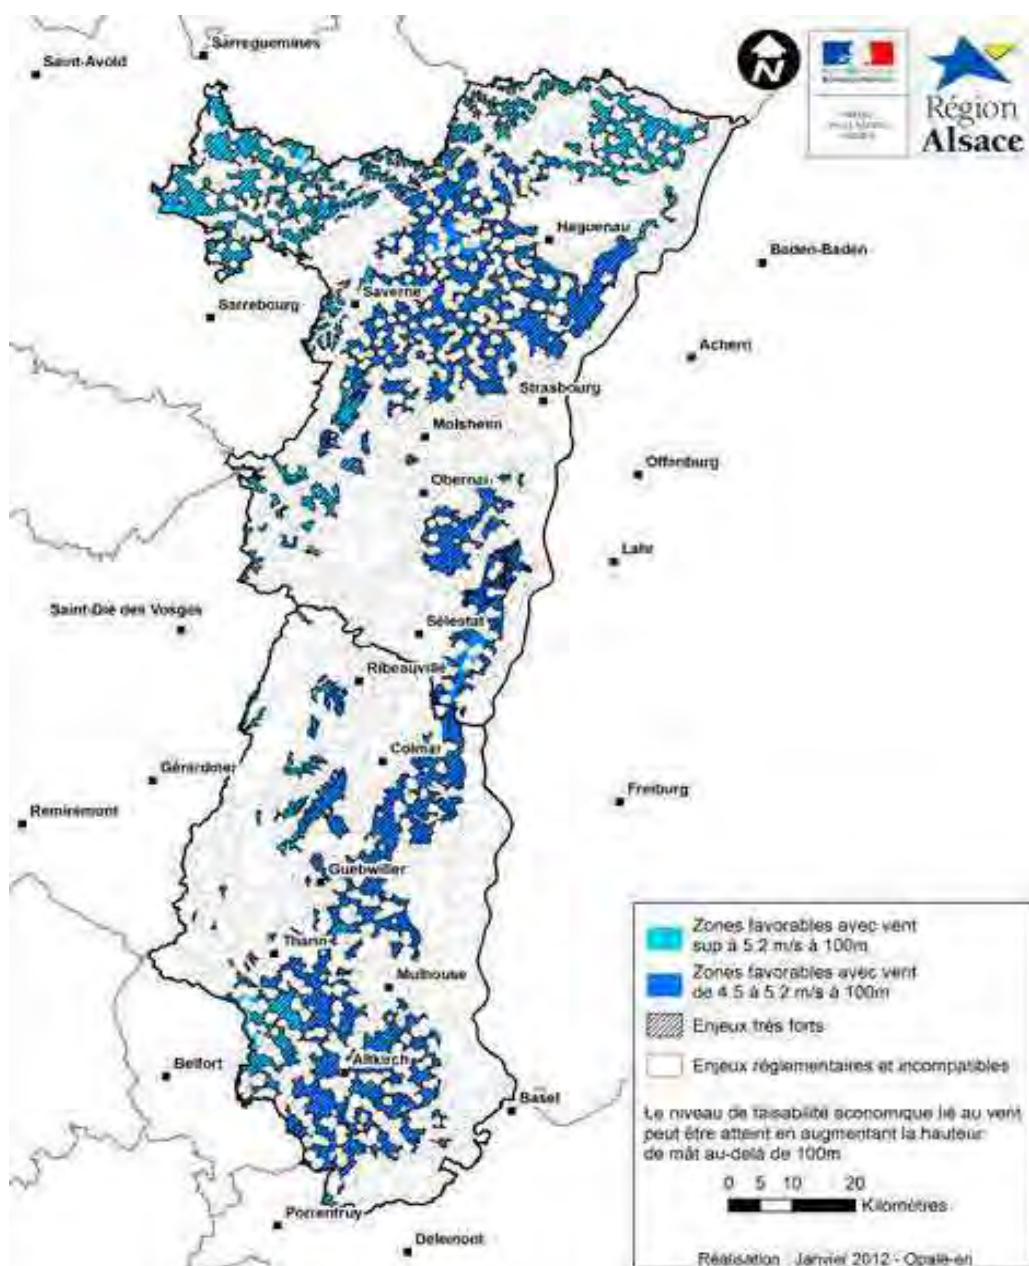 Sarreguemines
Saint-Avold
N
Région
Alsace
Haguenau
Baden-Baden
Saverne
Sarrebourg
Achern
Strasbourg
Molsheim
Offenburg
Obernai
Lahr
Saint-Dié des Vosges
Sélestat
Ribeauvillé
Colmar
Gérardmer
Freiburg
Remiremont
Guebwiller
Thann
Mulhouse
Belfort
Altkirch
Basel
Porrentruy
Delemont
Zones favorables avec vent
sup à 5.2 m/s à 100m
Zones favorables avec vent
de 4.5 à 5.2 m/s à 100m
Enjeux très forts
Enjeux réglementaires et incompatibles
Le niveau de faisabilité économique lié au vent
peut être atteint en augmentant la hauteur
de mât au-delà de 100m
0 5 10 20
Kilomètres
Réalisation Janvier 2012 - Opale-en